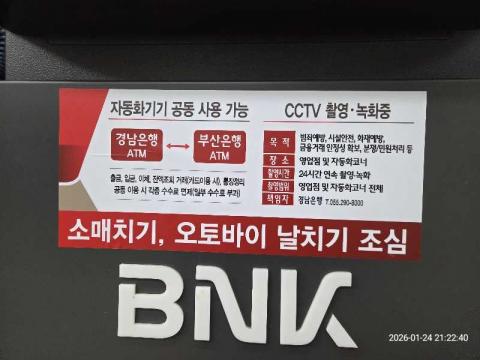 자동화기기 공동 사용 가능
경남은행 ATM ↔ 부산은행 ATM
출금, 입금, 이체, 잔액조회 거래(카드이용 시), 통장정리
공동 이용 시 각종 수수료 면제(일부 수수료 부과)
CCTV 촬영·녹화중
목 적 범죄예방, 시설안전, 화재예방,
금융거래 안정성 확보, 분쟁/민원처리 등
장 소 영업점 및 자동화코너
촬영시간 24시간 연속 촬영·녹화
촬영범위 영업점 및 자동화코너 전체
책임자 경남은행 T.055.290-8000
소매치기, 오토바이 날치기 조심
BNK
2026-01-24 21:22:40